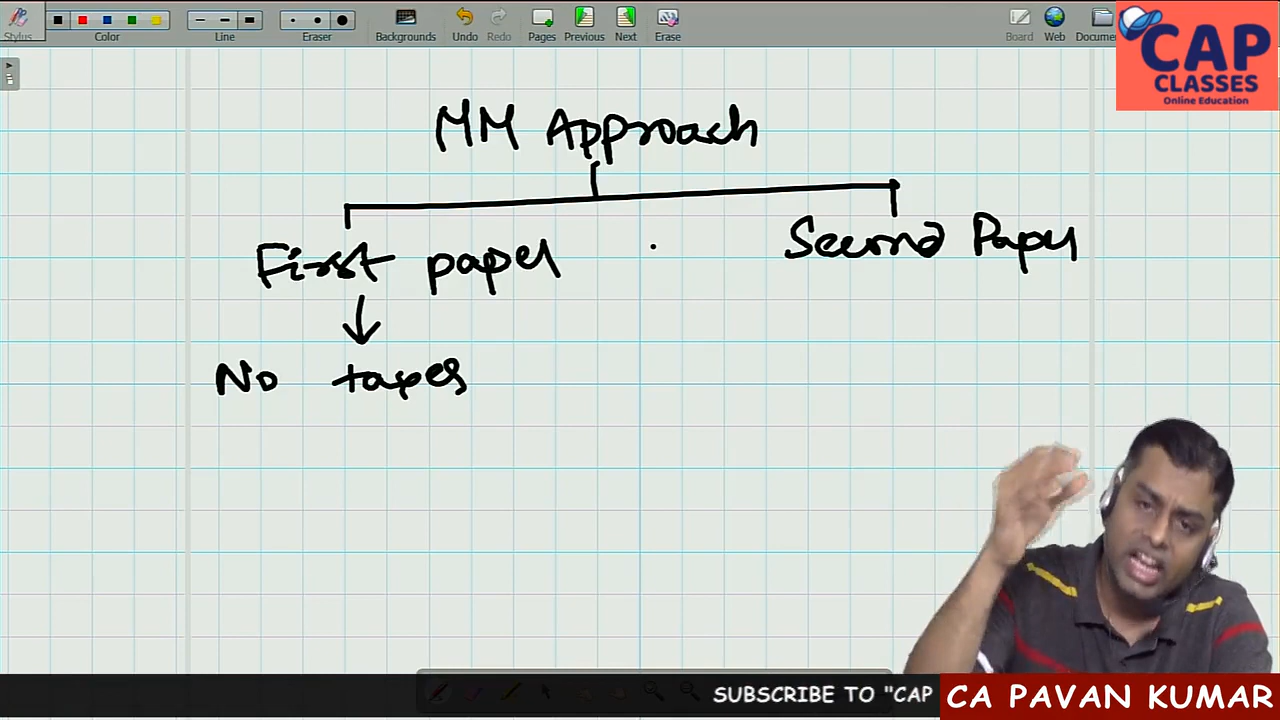 Stylus
Color
Line
Eraser
Backgrounds
Undo
Redo
Pages
Previous
Next
Erase
Board
Web
CAP
CLASSES
Online Education
MM Approach
First paper
Second Paper
No taxes
SUBSCRIBE TO "CAP
CA PAVAN KUMAR